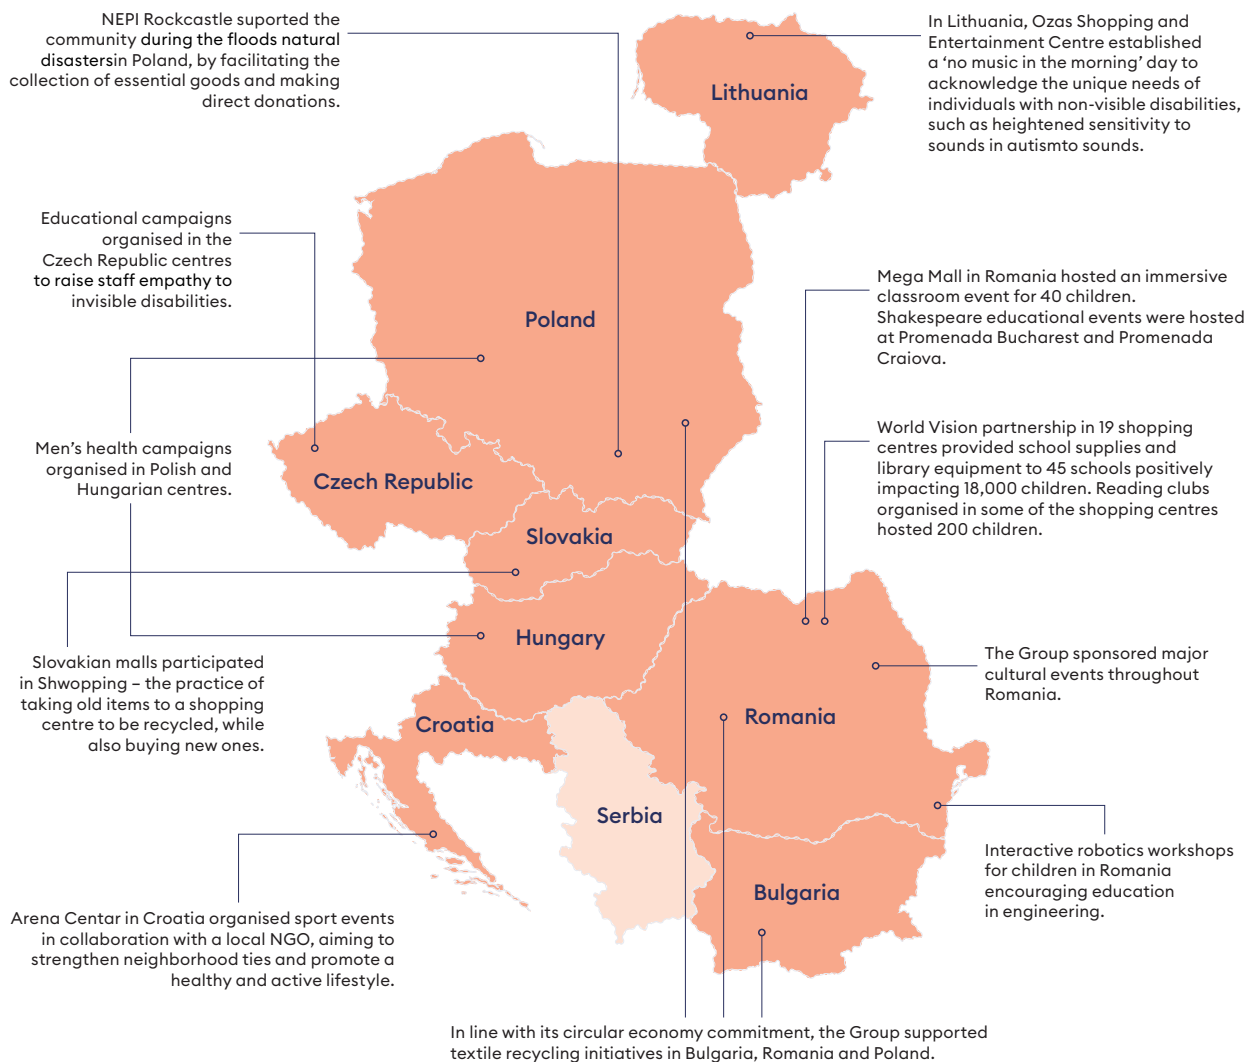 NEPI Rockcastle suported the
community during the floods natural
disastersin Poland, by facilitating the
collection of essential goods and making
direct donations.
In Lithuania, Ozas Shopping and
Entertainment Centre established
a ‘no music in the morning’ day to
acknowledge the unique needs of
individuals with non-visible disabilities,
such as heightened sensitivity to
sounds in autismto sounds.
Lithuania
Educational campaigns
organised in the
Czech Republic centres
to raise staff empathy to
invisible disabilities.
Poland
Mega Mall in Romania hosted an immersive
classroom event for 40 children.
Shakespeare educational events were hosted
at Promenada Bucharest and Promenada
Craiova.
Men’s health campaigns
organised in Polish and
Hungarian centres.
Czech Republic
World Vision partnership in 19 shopping
centres provided school supplies and
library equipment to 45 schools positively
impacting 18,000 children. Reading clubs
organised in some of the shopping centres
hosted 200 children.
Slovakia
Hungary
Slovakian malls participated
in Shwopping – the practice of
taking old items to a shopping
centre to be recycled, while
also buying new ones.
The Group sponsored major
cultural events throughout
Romania.
Croatia
Romania
Serbia
Interactive robotics workshops
for children in Romania
encouraging education
in engineering.
Bulgaria
Arena Centar in Croatia organised sport events
in collaboration with a local NGO, aiming to
strengthen neighborhood ties and promote a
healthy and active lifestyle.
In line with its circular economy commitment, the Group supported
textile recycling initiatives in Bulgaria, Romania and Poland.